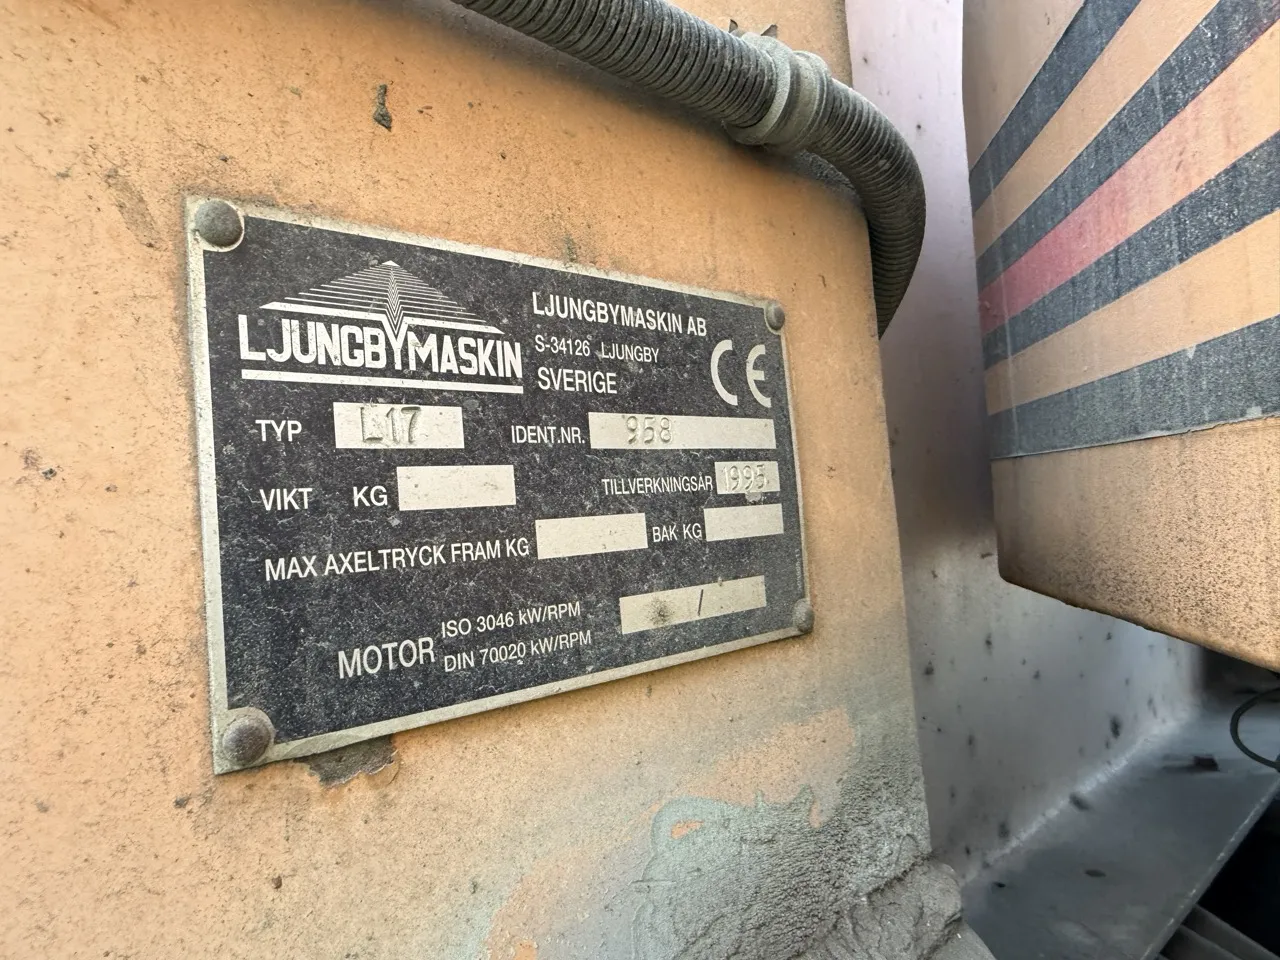 LJUNGBYMASKIN
LJUNGBYMASKIN AB
S-34126 LJUNGBY
SVERIGE
CE
TYP L17
IDENT.NR. 958
VIKT KG
TILLVERKNINGSÅR 1995
MAX AXELTRYCK FRAM KG
BAK KG
MOTOR
ISO 3046 kW/RPM
DIN 70020 kW/RPM
/